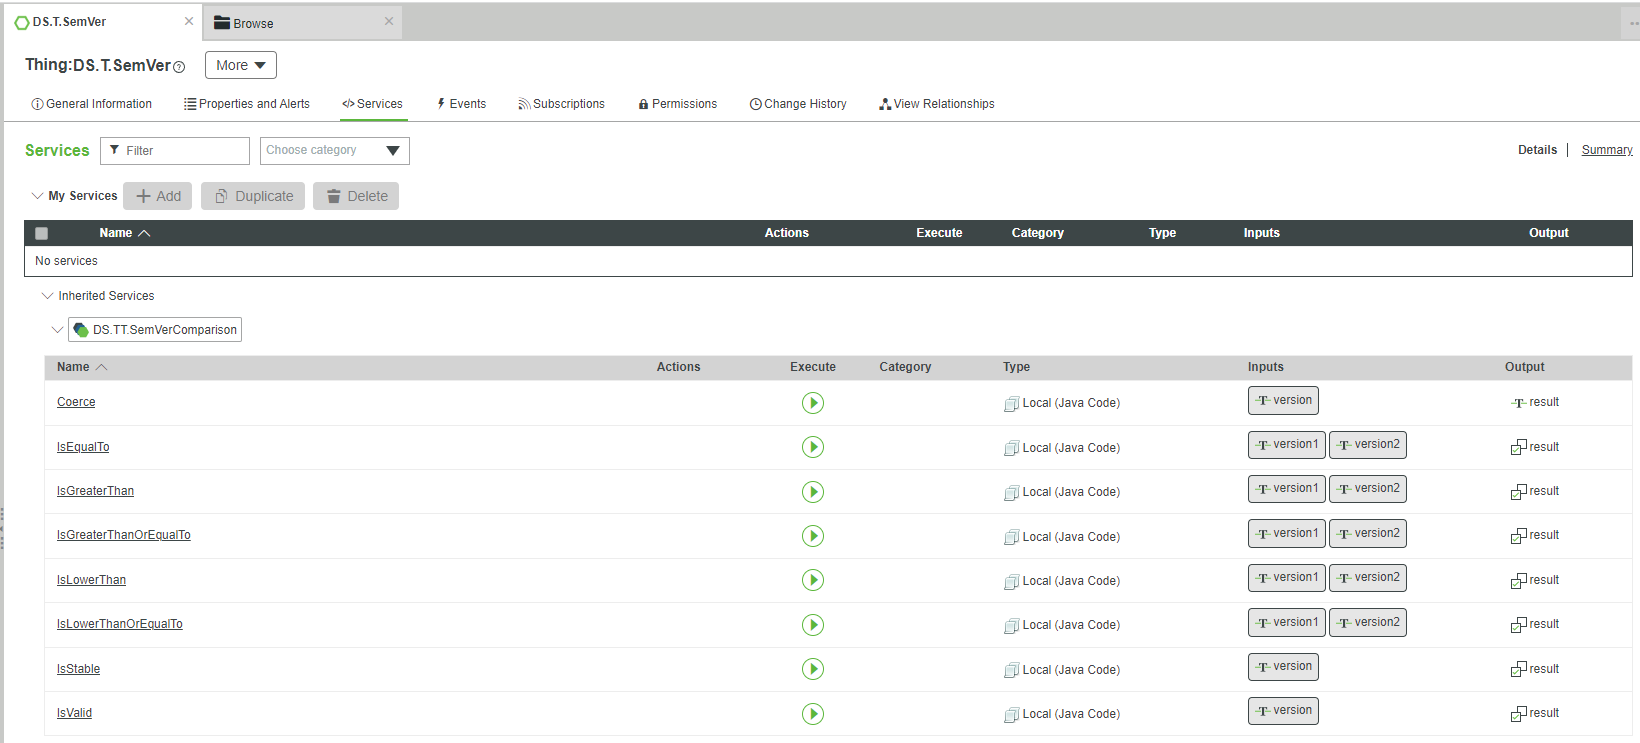 DS.T.SemVer Browse
Thing:DS.T.SemVer More
General Information Properties and Alerts Services Events Subscriptions Permissions Change History View Relationships
Services Filter Choose category Details | Summary
My Services Add Duplicate Delete
Name Actions Execute Category Type Inputs Output
No services
Inherited Services
DS.TT.SemVerComparison
Name Actions Execute Category Type Inputs Output
Coerce Local (Java Code) version result
IsEqualTo Local (Java Code) version1 version2 result
IsGreaterThan Local (Java Code) version1 version2 result
IsGreaterThanOrEqualTo Local (Java Code) version1 version2 result
IsLowerThan Local (Java Code) version1 version2 result
IsLowerThanOrEqualTo Local (Java Code) version1 version2 result
IsStable Local (Java Code) version result
IsValid Local (Java Code) version result